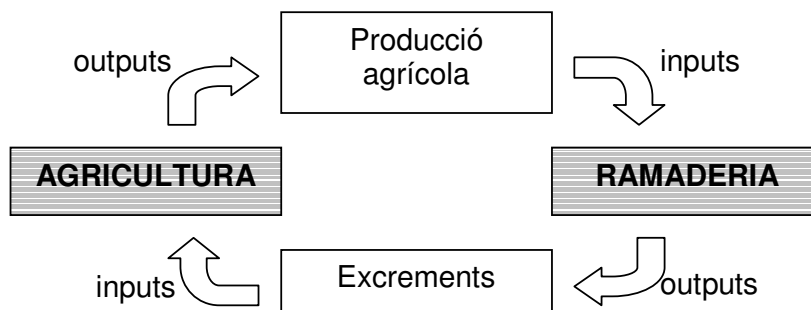 Producció
agrícola
outputs
inputs
AGRICULTURA
RAMADERIA
inputs
Excrements
outputs